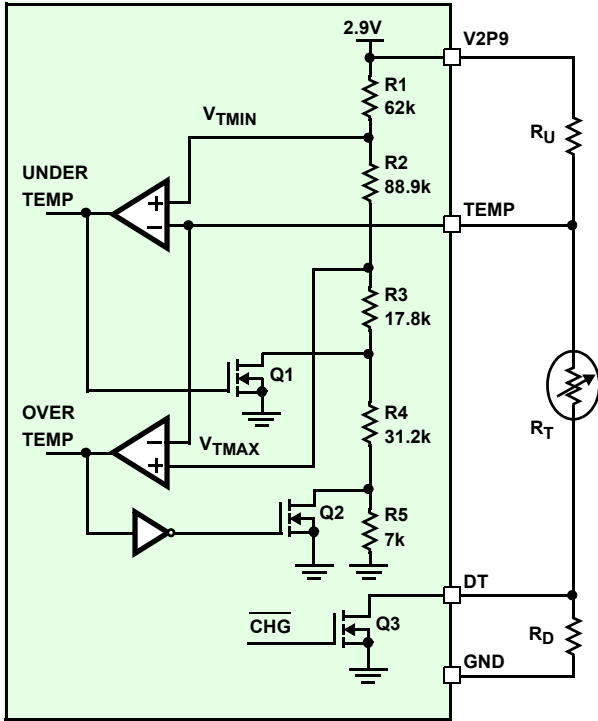 2.9V
V2P9
R1
62k
VTMIN
RU
R2
88.9k
UNDER
TEMP
+
−
TEMP
R3
17.8k
Q1
RT
OVER
TEMP
−
+
VTMAX
R4
31.2k
Q2
R5
7k
DT
CHG
Q3
RD
GND